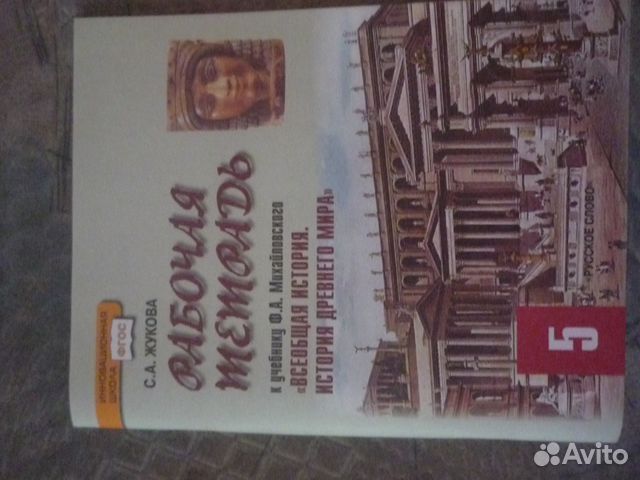 ИННОВАЦИОННАЯ
ШКОЛА
ФГОС
С.А. ЖУКОВА
РАБОЧАЯ
ТЕТРАДЬ
к учебнику Ф.А. Михайловского
«ВСЕОБЩАЯ ИСТОРИЯ.
ИСТОРИЯ ДРЕВНЕГО МИРА»
5
РУССКОЕ СЛОВО
Avito